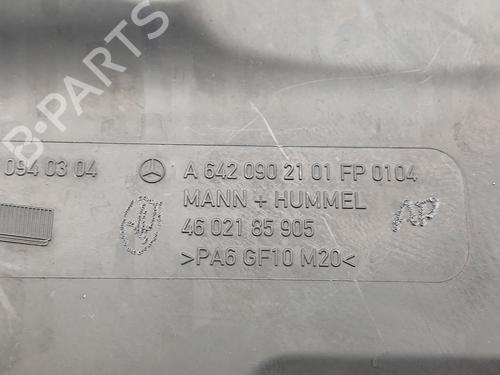 B-PARTS
094 03 04
A 642 090 21 01 FP 0104
MANN + HUMMEL
46 021 85 905
>PA6 GF10 M20<